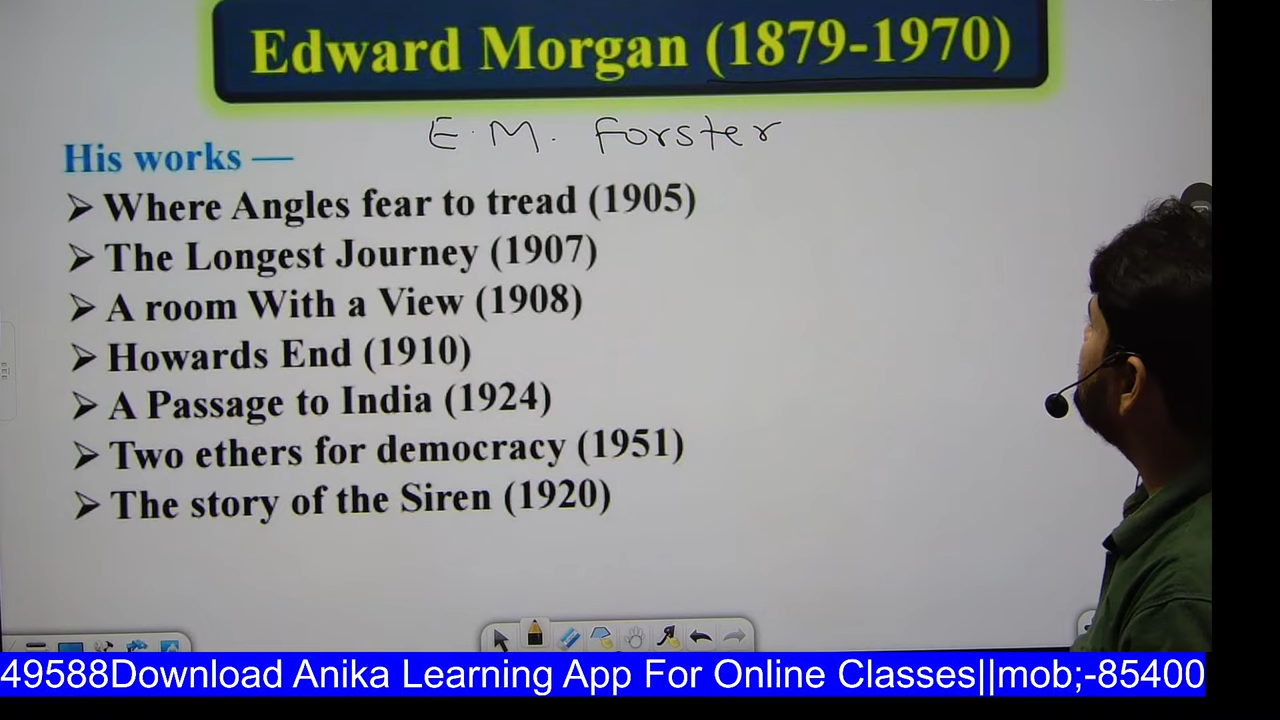 Edward Morgan (1879-1970)
E. M. Forster
His works —
➢ Where Angles fear to tread (1905)
➢ The Longest Journey (1907)
➢ A room With a View (1908)
➢ Howards End (1910)
➢ A Passage to India (1924)
➢ Two ethers for democracy (1951)
➢ The story of the Siren (1920)
49588Download Anika Learning App For Online Classes||mob;-85400